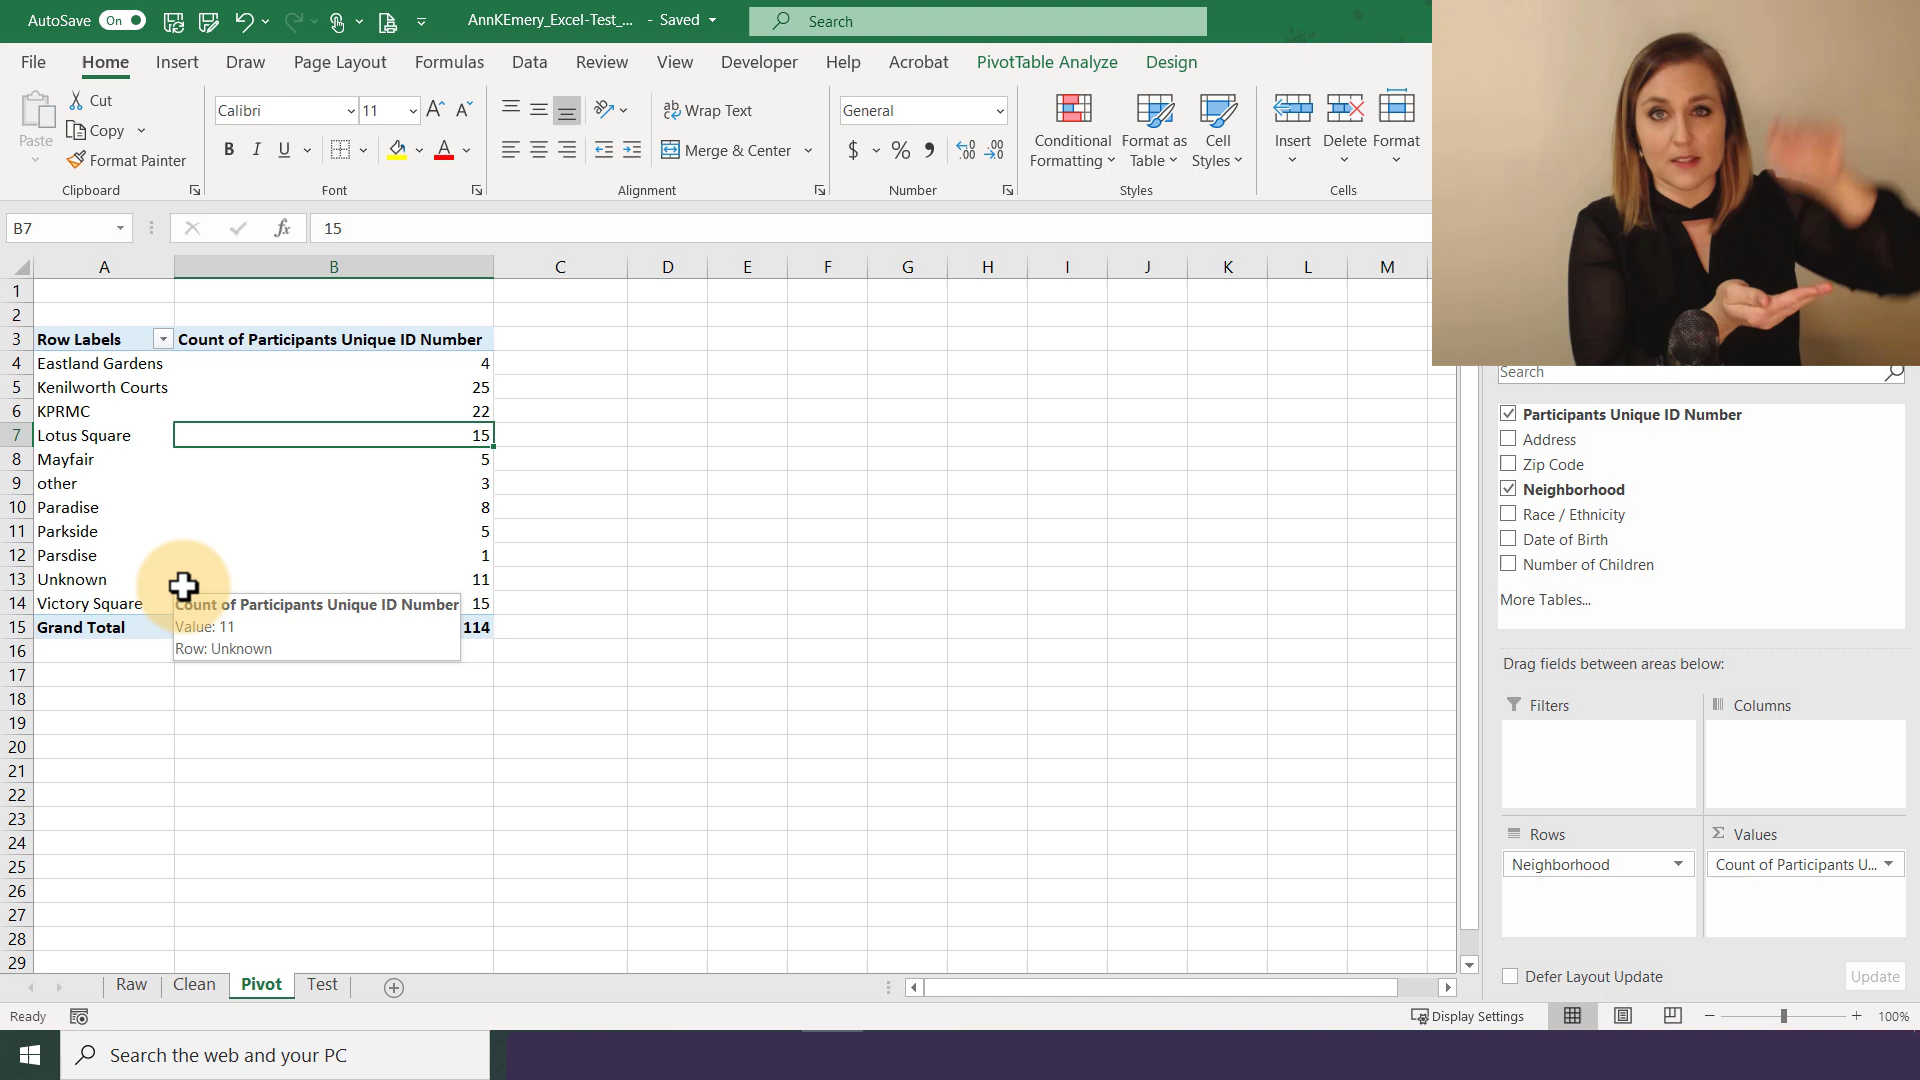 AutoSave On AnnKEmery_Excel-Test_... - Saved Search
File Home Insert Draw Page Layout Formulas Data Review View Developer Help Acrobat PivotTable Analyze Design
Paste Cut Copy Format Painter Clipboard
Calibri 11 B I U A Font
Wrap Text Merge & Center Alignment
General $ % Number
Conditional Formatting Format as Table Cell Styles Styles
Insert Delete Format Cells
B7 fx 15
A B C D E F G H I J K L M
1
2
3 Row Labels Count of Participants Unique ID Number
4 Eastland Gardens 4
5 Kenilworth Courts 25
6 KPRMC 22
7 Lotus Square 15
8 Mayfair 5
9 other 3
10 Paradise 8
11 Parkside 5
12 Parsdise 1
13 Unknown 11
14 Victory Square 15
15 Grand Total 114
Count of Participants Unique ID Number
Value: 11
Row: Unknown
16
17
18
19
20
21
22
23
24
25
26
27
28
29
Search
Participants Unique ID Number
Address
Zip Code
Neighborhood
Race / Ethnicity
Date of Birth
Number of Children
More Tables...
Drag fields between areas below:
Filters Columns
Rows Values
Neighborhood Count of Participants U...
Defer Layout Update Update
Raw Clean Pivot Test
Ready Display Settings 100%
Search the web and your PC